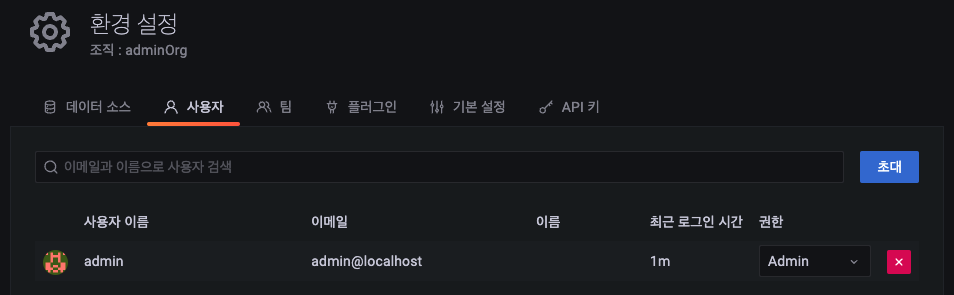 환경 설정
조직 : adminOrg
데이터 소스 사용자 팀 플러그인 기본 설정 API 키
이메일과 이름으로 사용자 검색 초대
사용자 이름 이메일 이름 최근 로그인 시간 권한
admin admin@localhost 1m Admin